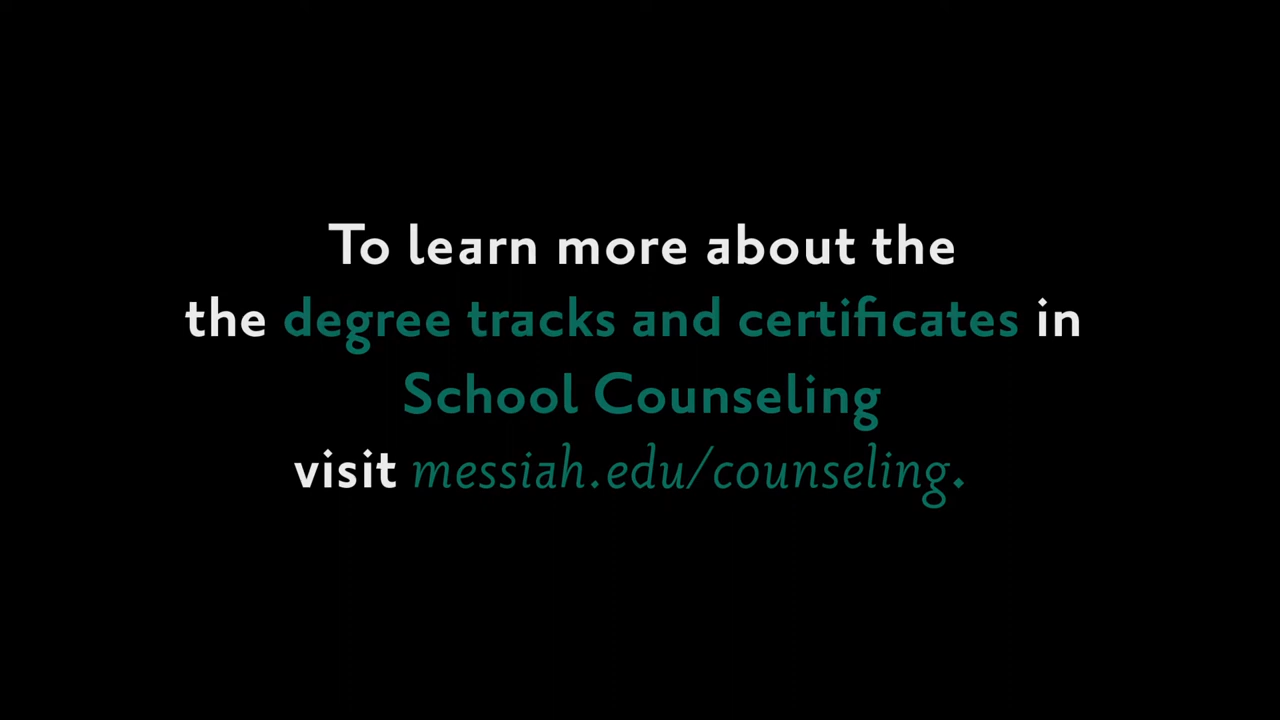 To learn more about the
the degree tracks and certificates in
School Counseling
visit messiah.edu/counseling.